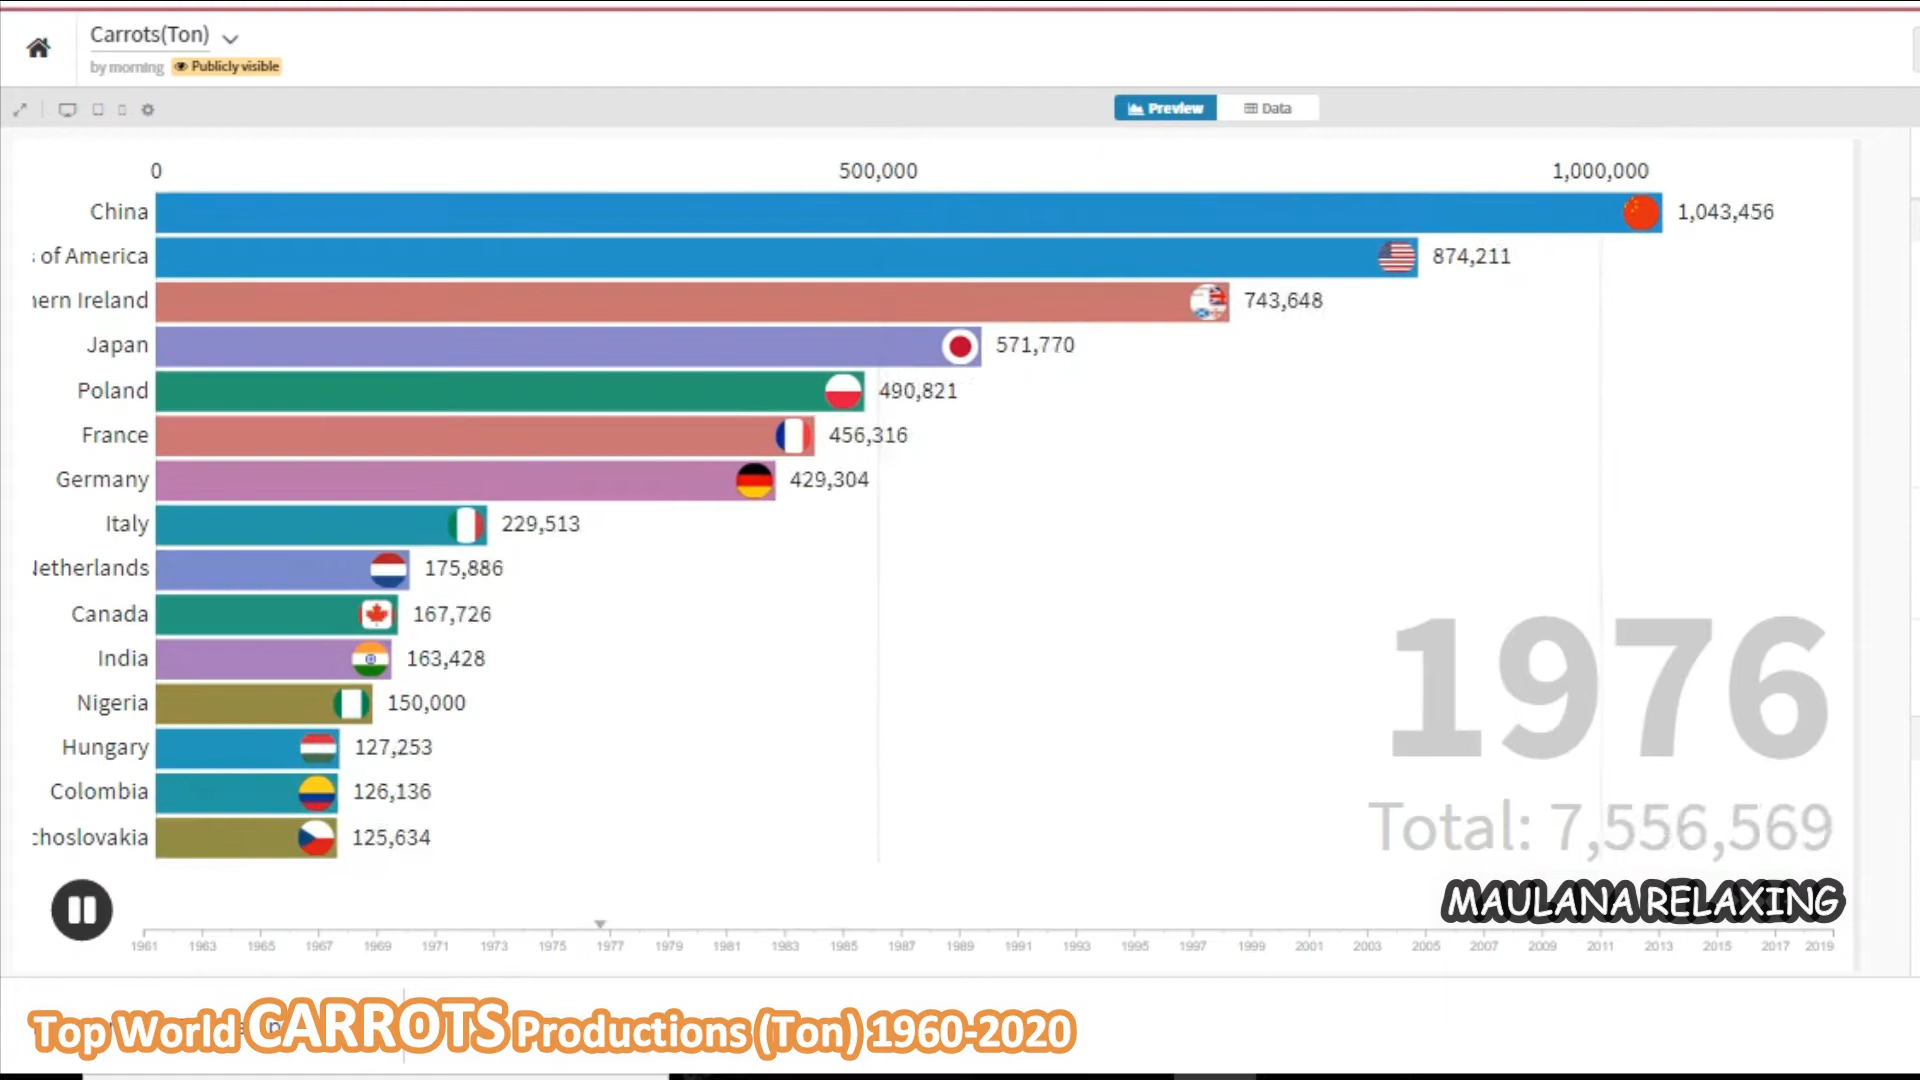 Carrots(Ton)
by morning Publicly visible
Preview Data
0 500,000 1,000,000
China 1,043,456
of America 874,211
hern Ireland 743,648
Japan 571,770
Poland 490,821
France 456,316
Germany 429,304
Italy 229,513
Netherlands 175,886
Canada 167,726
India 163,428
Nigeria 150,000
Hungary 127,253
Colombia 126,136
choslovakia 125,634
1976
Total: 7,556,569
MAULANA RELAXING
1961 1963 1965 1967 1969 1971 1973 1975 1977 1979 1981 1983 1985 1987 1989 1991 1993 1995 1997 1999 2001 2003 2005 2007 2009 2011 2013 2015 2017 2019
Top World CARROTS Productions (Ton) 1960-2020